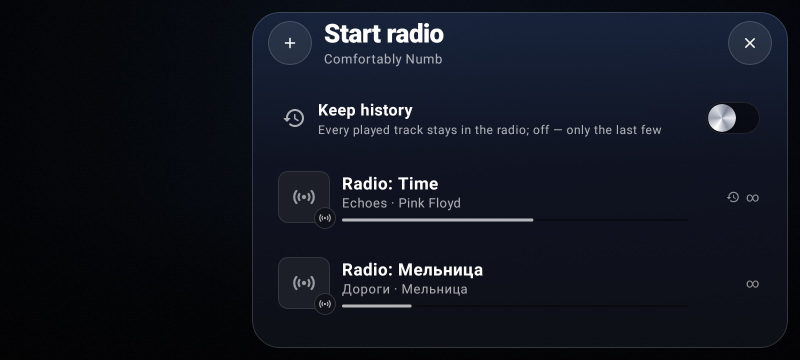 Start radio
Comfortably Numb
Keep history
Every played track stays in the radio; off — only the last few
Radio: Time
Echoes · Pink Floyd
∞
Radio: Мельница
Дороги · Мельница
∞